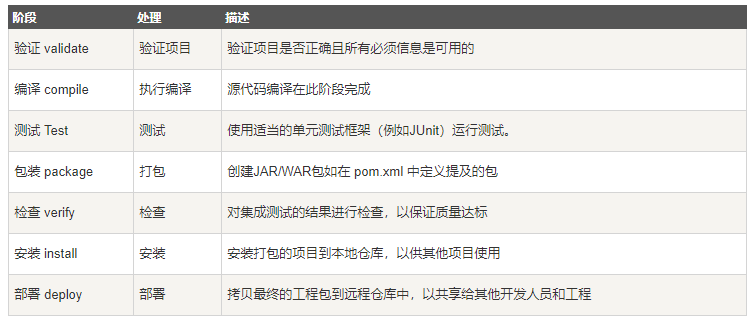 阶段 处理 描述
验证 validate 验证项目 验证项目是否正确且所有必须信息是可用的
编译 compile 执行编译 源代码编译在此阶段完成
测试 Test 测试 使用适当的单元测试框架（例如JUnit）运行测试。
包装 package 打包 创建JAR/WAR包如在 pom.xml 中定义提及的包
检查 verify 检查 对集成测试的结果进行检查，以保证质量达标
安装 install 安装 安装打包的项目到本地仓库，以供其他项目使用
部署 deploy 部署 拷贝最终的工程包到远程仓库中，以共享给其他开发人员和工程